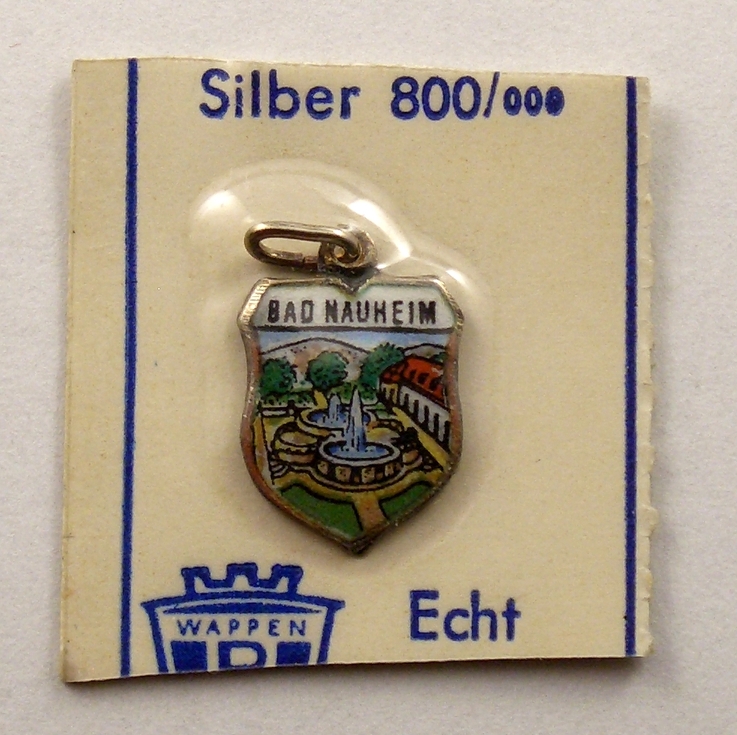 Silber 800/000
BAD NAUHEIM
Echt
WAPPEN